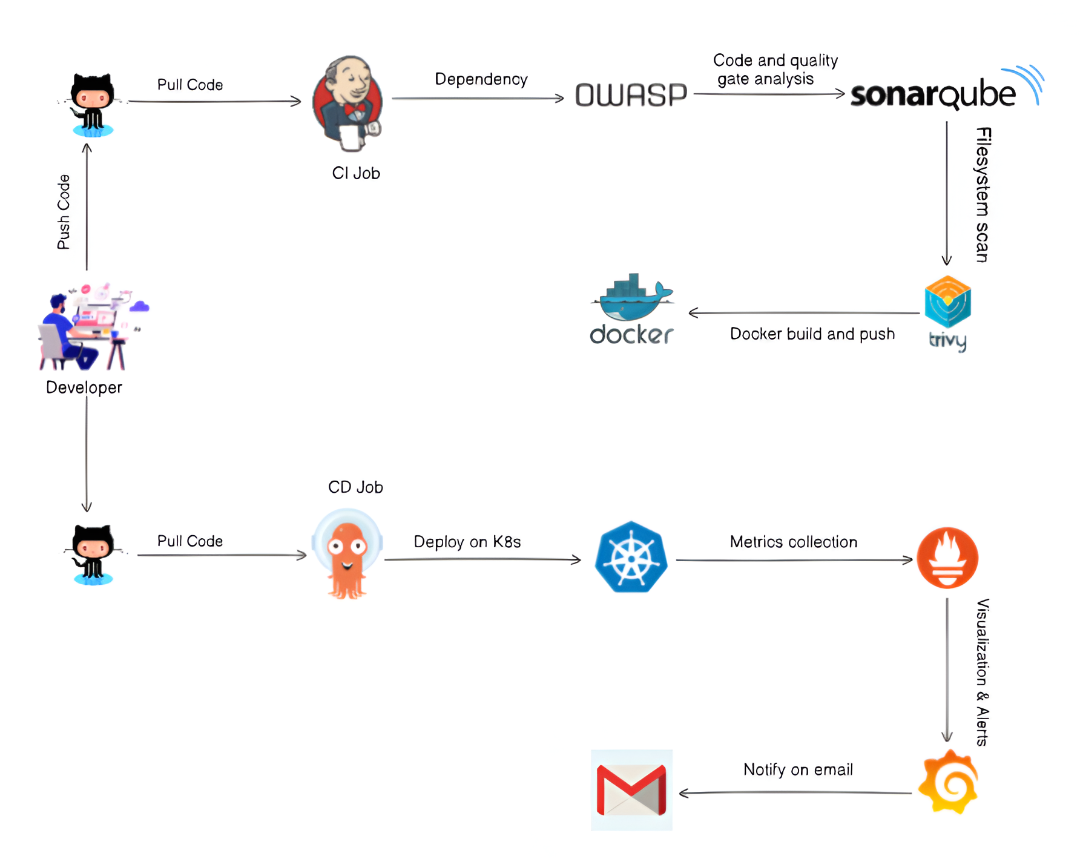 Pull Code
Dependency
Code and quality
gate analysis
OWASP
sonarqube
CI Job
Push Code
Filesystem scan
docker
Docker build and push
trivy
Developer
CD Job
Pull Code
Deploy on K8s
Metrics collection
Visualization & Alerts
Notify on email